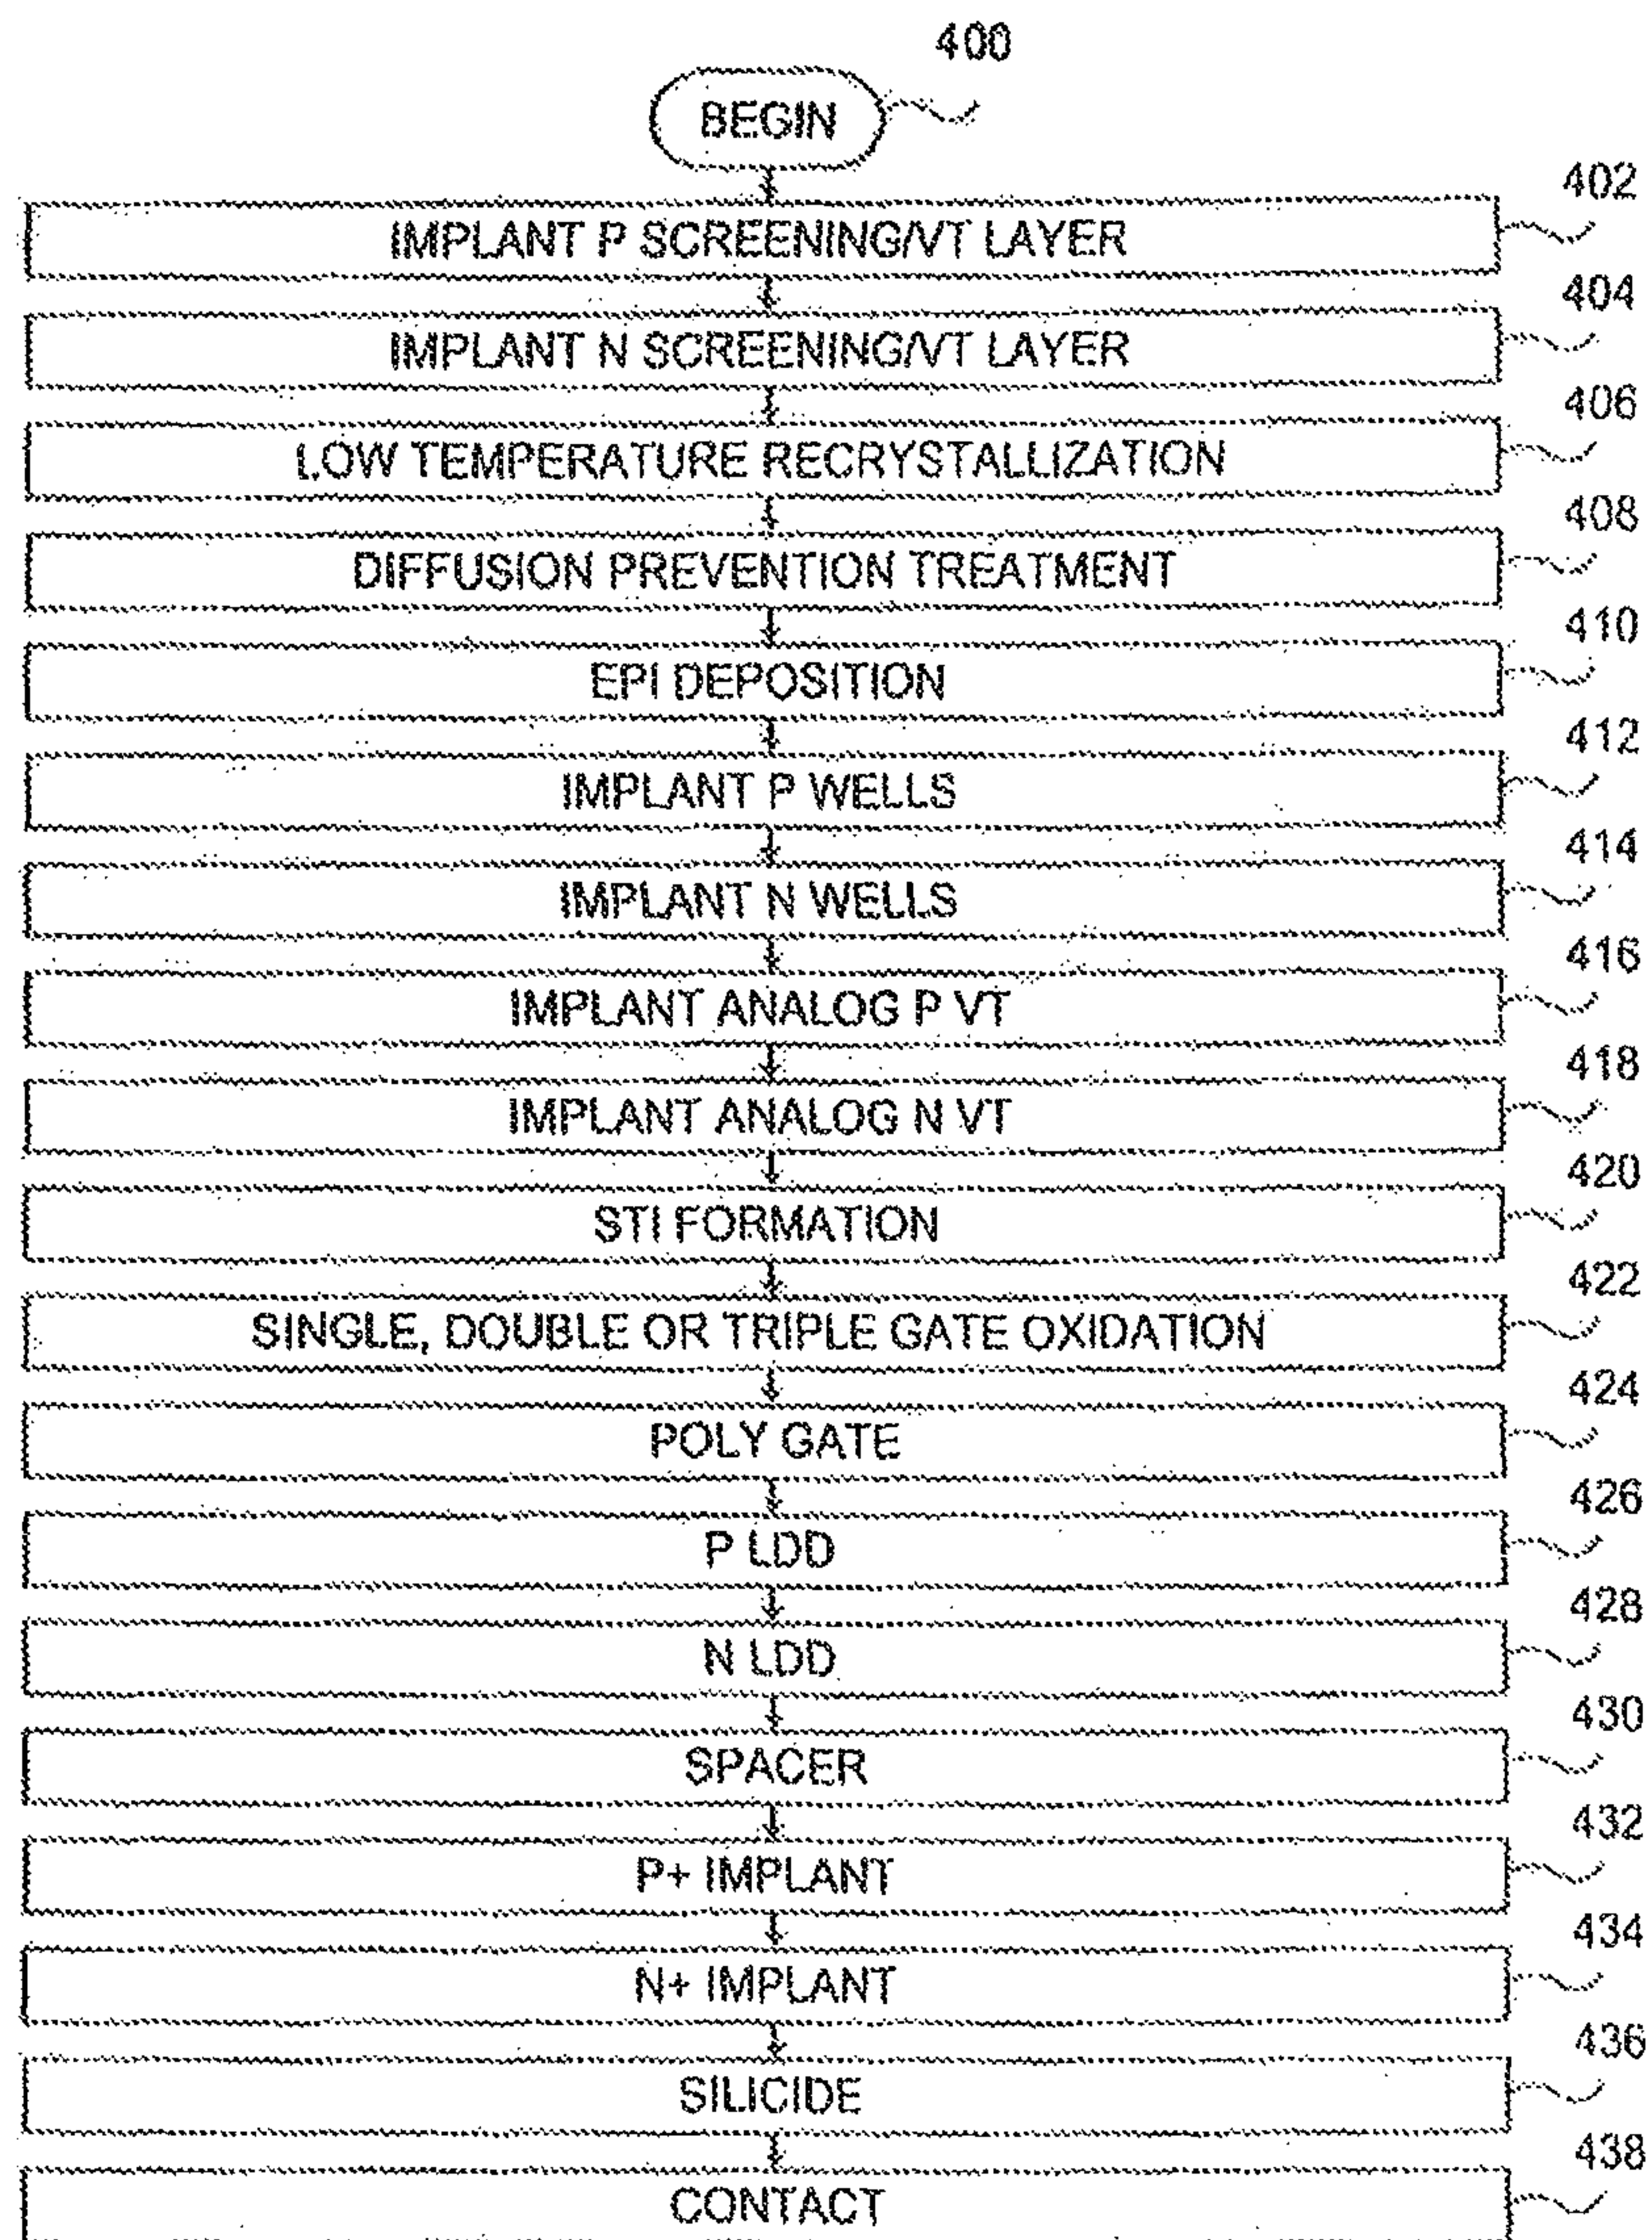 400
BEGIN
402
IMPLANT P SCREENING/VT LAYER
404
IMPLANT N SCREENING/VT LAYER
406
LOW TEMPERATURE RECRYSTALLIZATION
408
DIFFUSION PREVENTION TREATMENT
410
EPI DEPOSITION
412
IMPLANT P WELLS
414
IMPLANT N WELLS
416
IMPLANT ANALOG P VT
418
IMPLANT ANALOG N VT
420
STI FORMATION
422
SINGLE, DOUBLE OR TRIPLE GATE OXIDATION
424
POLY GATE
426
P LDD
428
N LDD
430
SPACER
432
P+ IMPLANT
434
N+ IMPLANT
436
SILICIDE
438
CONTACT